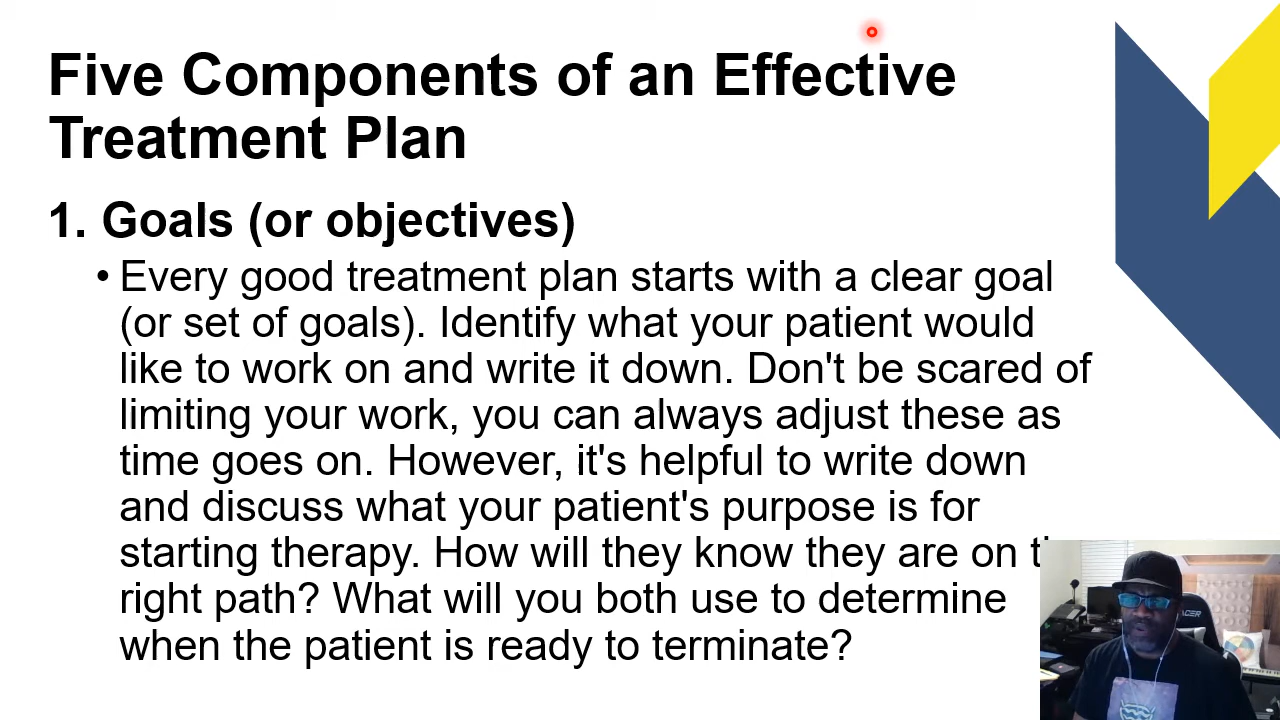 Five Components of an Effective
Treatment Plan
1. Goals (or objectives)
• Every good treatment plan starts with a clear goal
(or set of goals). Identify what your patient would
like to work on and write it down. Don't be scared of
limiting your work, you can always adjust these as
time goes on. However, it's helpful to write down
and discuss what your patient's purpose is for
starting therapy. How will they know they are on
right path? What will you both use to determine
when the patient is ready to terminate?